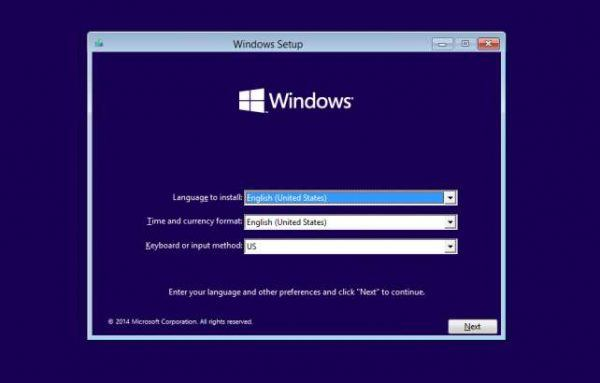 Windows Setup
Windows
Language to install: English (United States)
Time and currency format: English (United States)
Keyboard or input method: US
Enter your language and other preferences and click "Next" to continue.
© 2014 Microsoft Corporation. All rights reserved.
Next